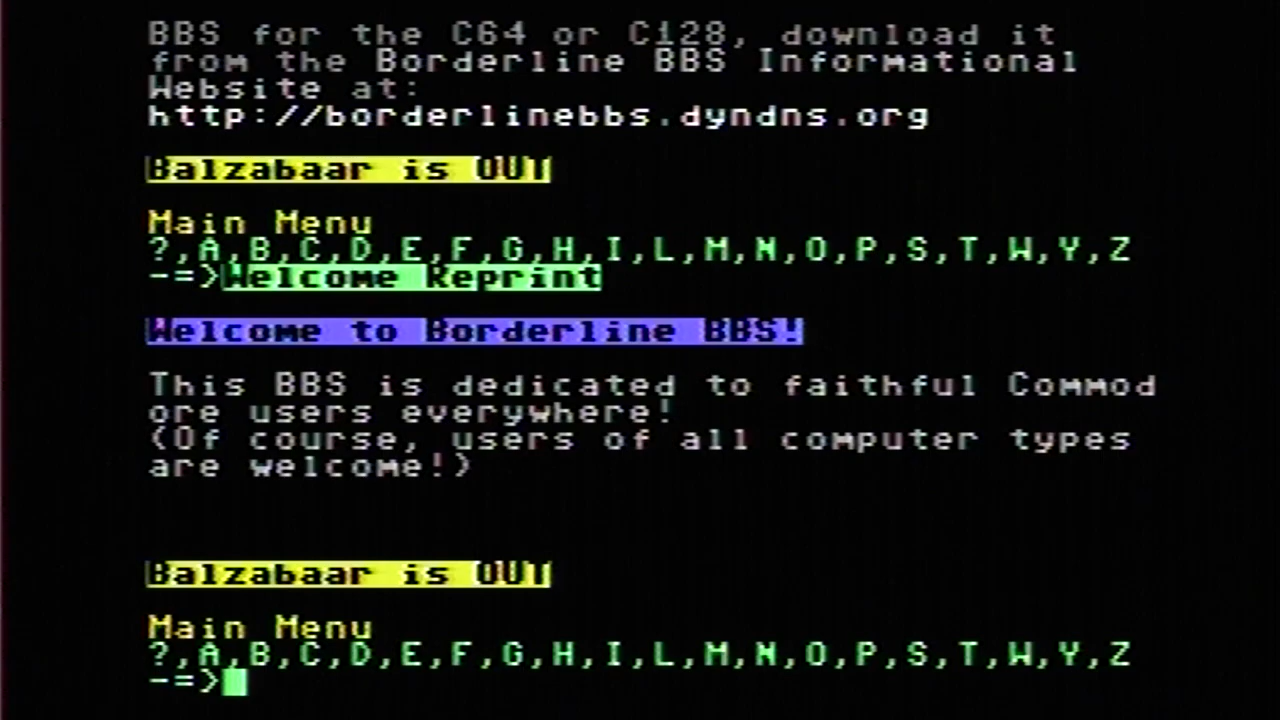 BBS for the C64 or C128, download it
from the Borderline BBS Informational
Website at:
http://borderlinebbs.dyndns.org
Balzabaar is OUT
Main Menu
?,A,B,C,D,E,F,G,H,I,L,M,N,O,P,S,T,W,Y,Z
-=>Welcome Reprint
Welcome to Borderline BBS!
This BBS is dedicated to faithful Commod
ore users everywhere!
(Of course, users of all computer types
are welcome!)
Balzabaar is OUT
Main Menu
?,A,B,C,D,E,F,G,H,I,L,M,N,O,P,S,T,W,Y,Z
-=>